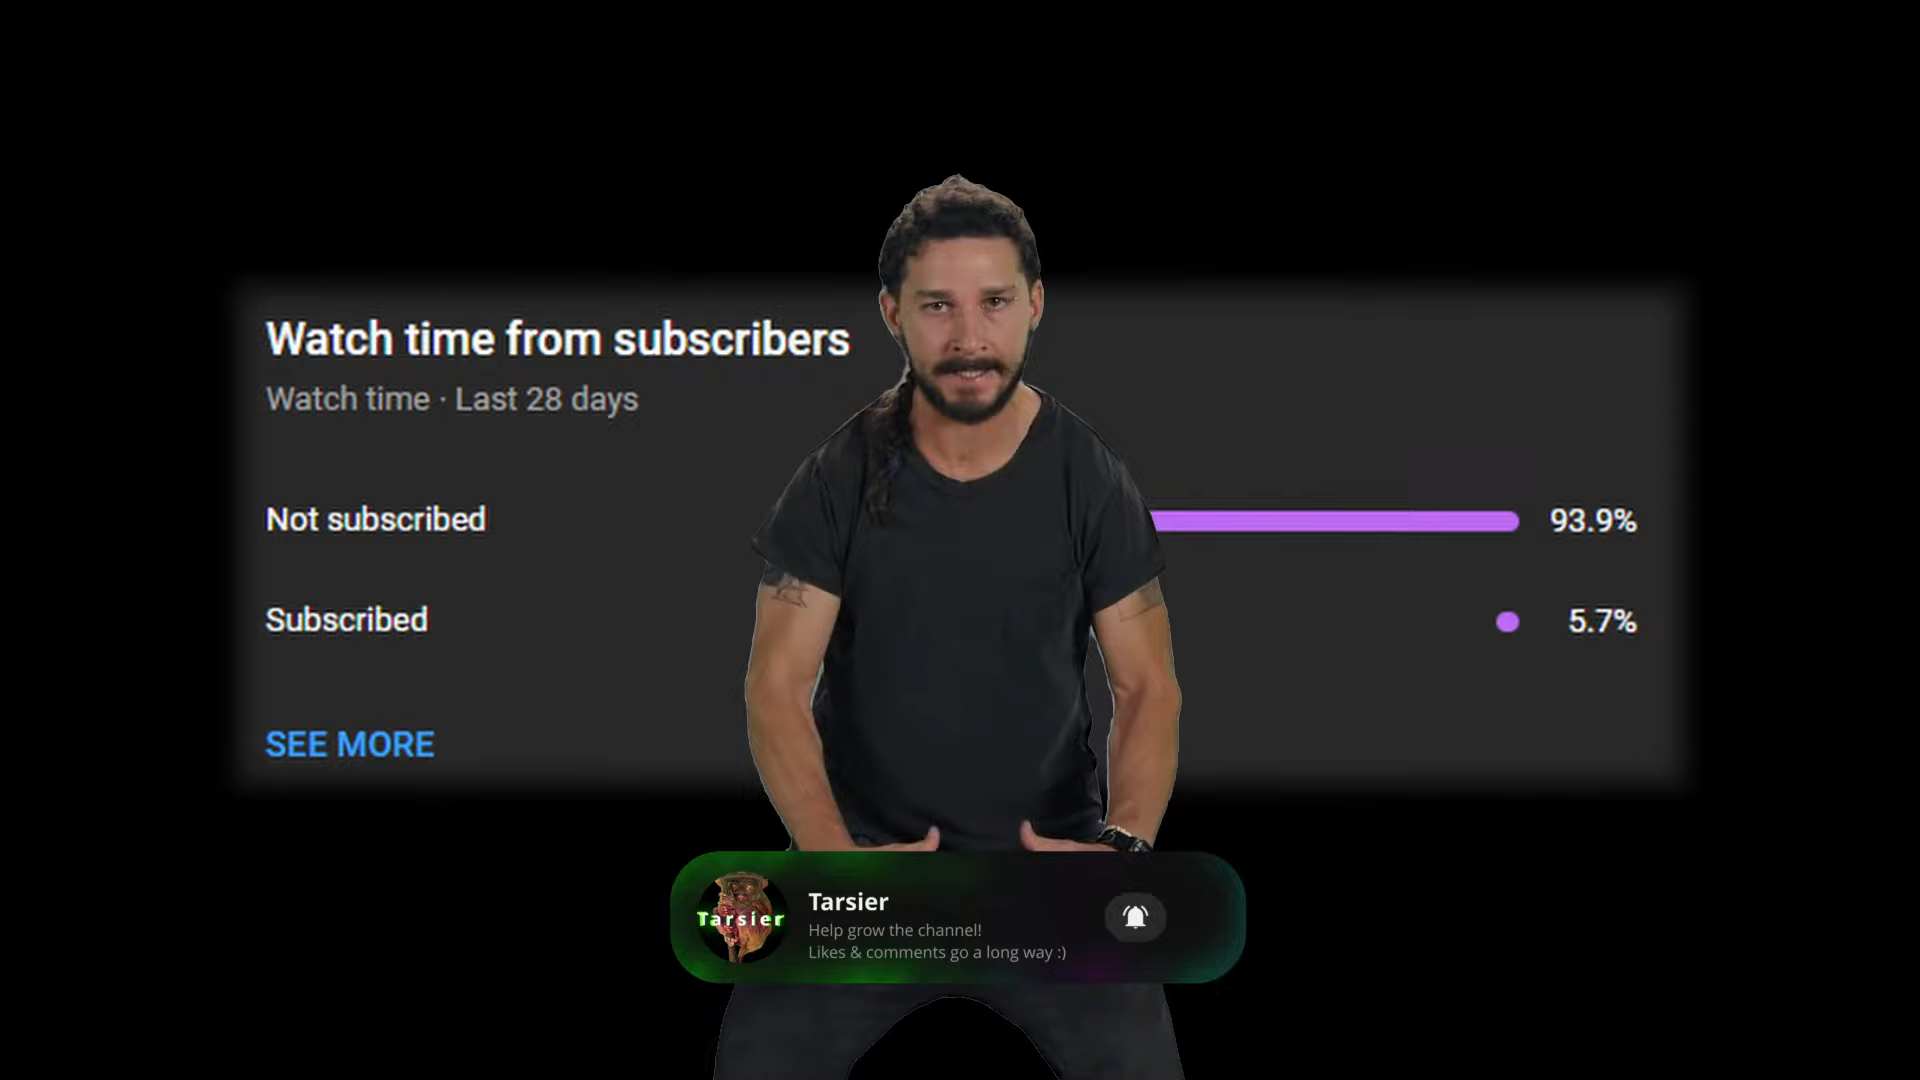 Watch time from subscribers
Watch time · Last 28 days
Not subscribed
93.9%
Subscribed
5.7%
SEE MORE
Tarsier
Tarsier
Help grow the channel!
Likes & comments go a long way :)